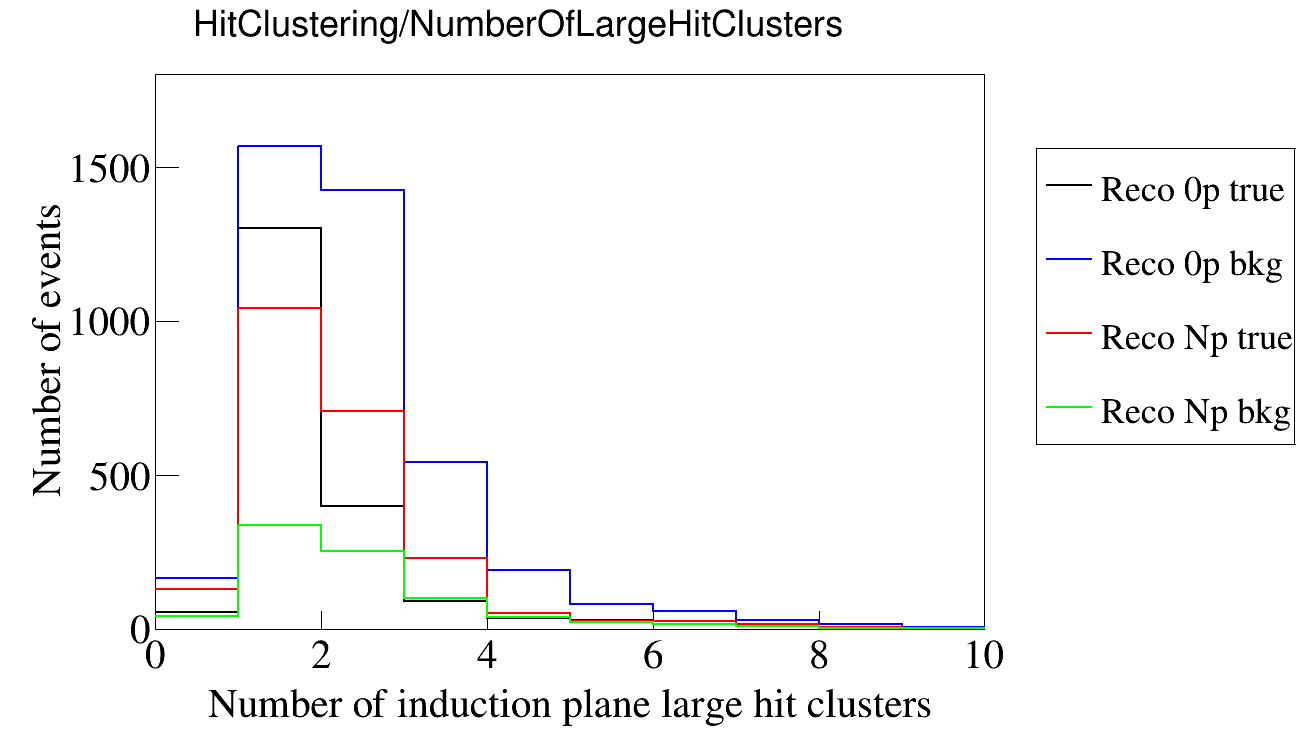 HitClustering/NumberOfLargeHitClusters
Number of events
1500
1000
500
0
0 2 4 6 8 10
Number of induction plane large hit clusters
Reco 0p true
Reco 0p bkg
Reco Np true
Reco Np bkg